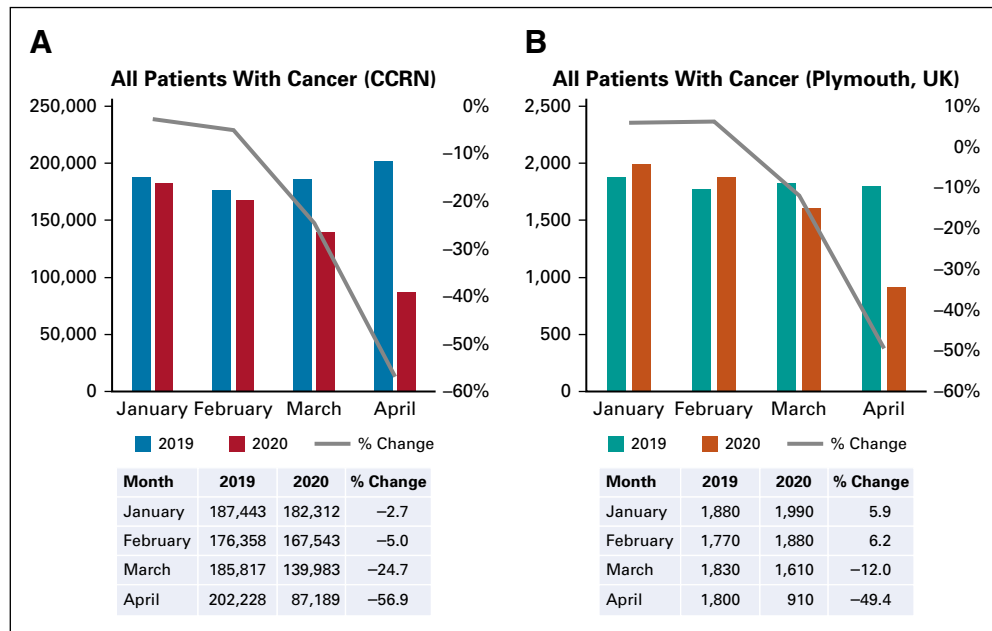 A
All Patients With Cancer (CCRN)
250,000
200,000
150,000
100,000
50,000
0
0%
–10%
–20%
–30%
–40%
–50%
–60%
January February March April
2019 2020 % Change
Month 2019 2020 % Change
January 187,443 182,312 –2.7
February 176,358 167,543 –5.0
March 185,817 139,983 –24.7
April 202,228 87,189 –56.9
B
All Patients With Cancer (Plymouth, UK)
2,500
2,000
1,500
1,000
500
0
10%
0%
–10%
–20%
–30%
–40%
–50%
–60%
January February March April
2019 2020 % Change
Month 2019 2020 % Change
January 1,880 1,990 5.9
February 1,770 1,880 6.2
March 1,830 1,610 –12.0
April 1,800 910 –49.4